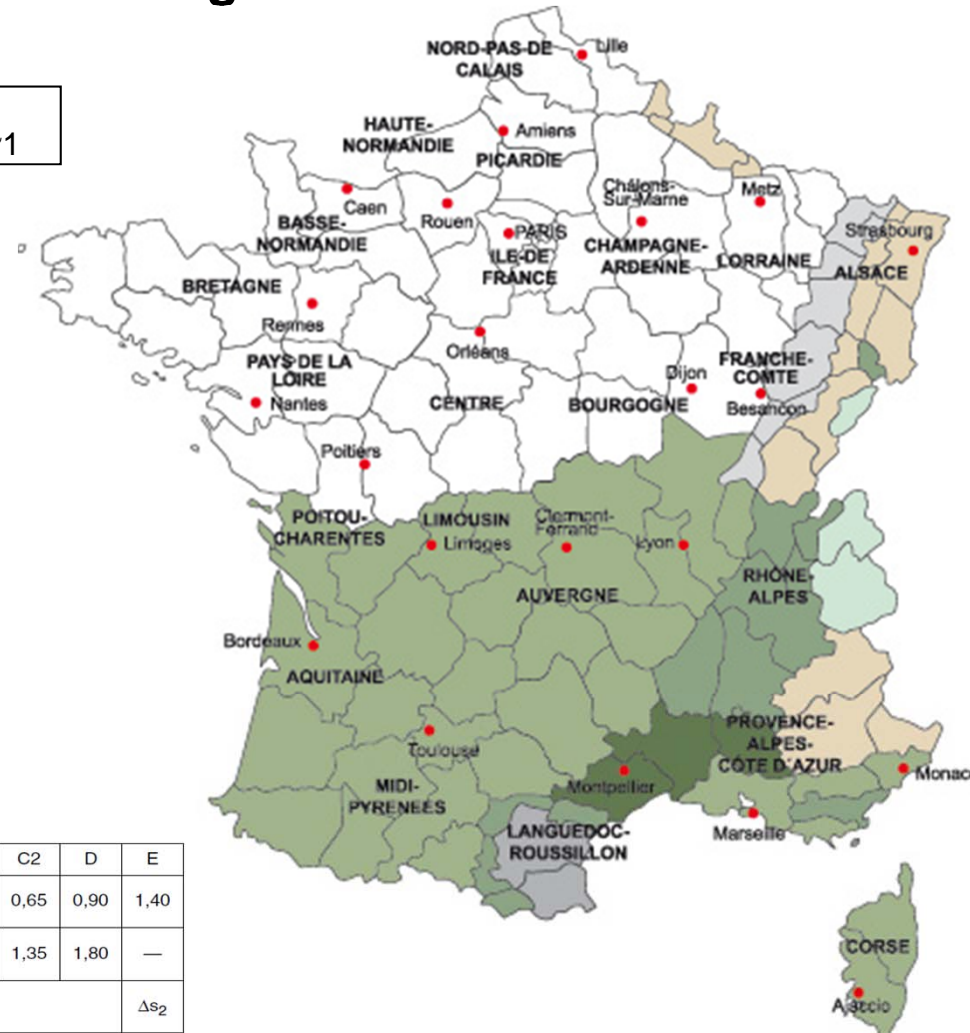 g
1
NORD-PAS-DE
CALAIS
Lille
HAUTE-
NORMANDIE
Amiens
PICARDIE
Caen
Rouen
Châlons-
Sur-Marne
Metz
BASSE-
NORMANDIE
PARIS
ILE-DE
FRANCE
CHAMPAGNE-
ARDENNE
LORRAINE
Strasbourg
ALSACE
BRETAGNE
Rennes
Orléans
PAYS DE LA
LOIRE
Nantes
CENTRE
BOURGOGNE
Dijon
FRANCHE-
COMTE
Besancon
Poitiers
POITOU-
CHARENTES
LIMOUSIN
Limoges
Clermont-
Ferrand
Lyon
AUVERGNE
RHÔNE-
ALPES
Bordeaux
AQUITAINE
Toulouse
PROVENCE-
ALPES-
CÔTE D'AZUR
Monac
MIDI-
PYRENEES
Montpellier
Marseille
LANGUEDOC-
ROUSSILLON
CORSE
Ajaccio
C2 D E
0,65 0,90 1,40
1,35 1,80 —
Δs2